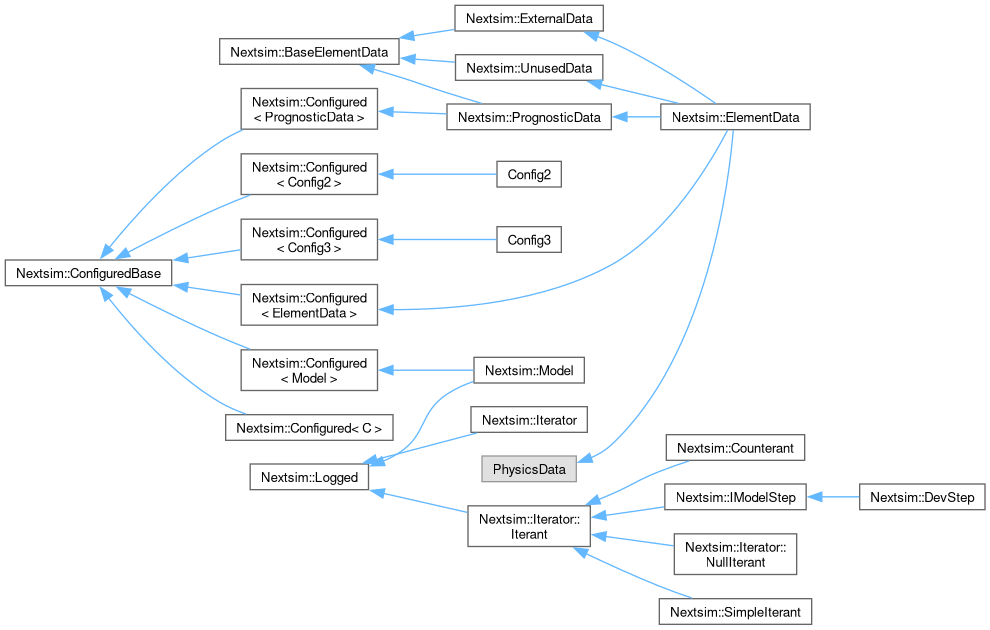 Nextsim::ExternalData
Nextsim::BaseElementData
Nextsim::UnusedData
Nextsim::Configured
< PrognosticData >
Nextsim::PrognosticData
Nextsim::ElementData
Nextsim::Configured
< Config2 >
Config2
Nextsim::Configured
< Config3 >
Config3
Nextsim::ConfiguredBase
Nextsim::Configured
< ElementData >
Nextsim::Configured
< Model >
Nextsim::Model
Nextsim::Configured< C >
Nextsim::Iterator
Nextsim::Counterant
Nextsim::Logged
PhysicsData
Nextsim::IModelStep
Nextsim::DevStep
Nextsim::Iterator::
Iterant
Nextsim::Iterator::
NullIterant
Nextsim::SimpleIterant